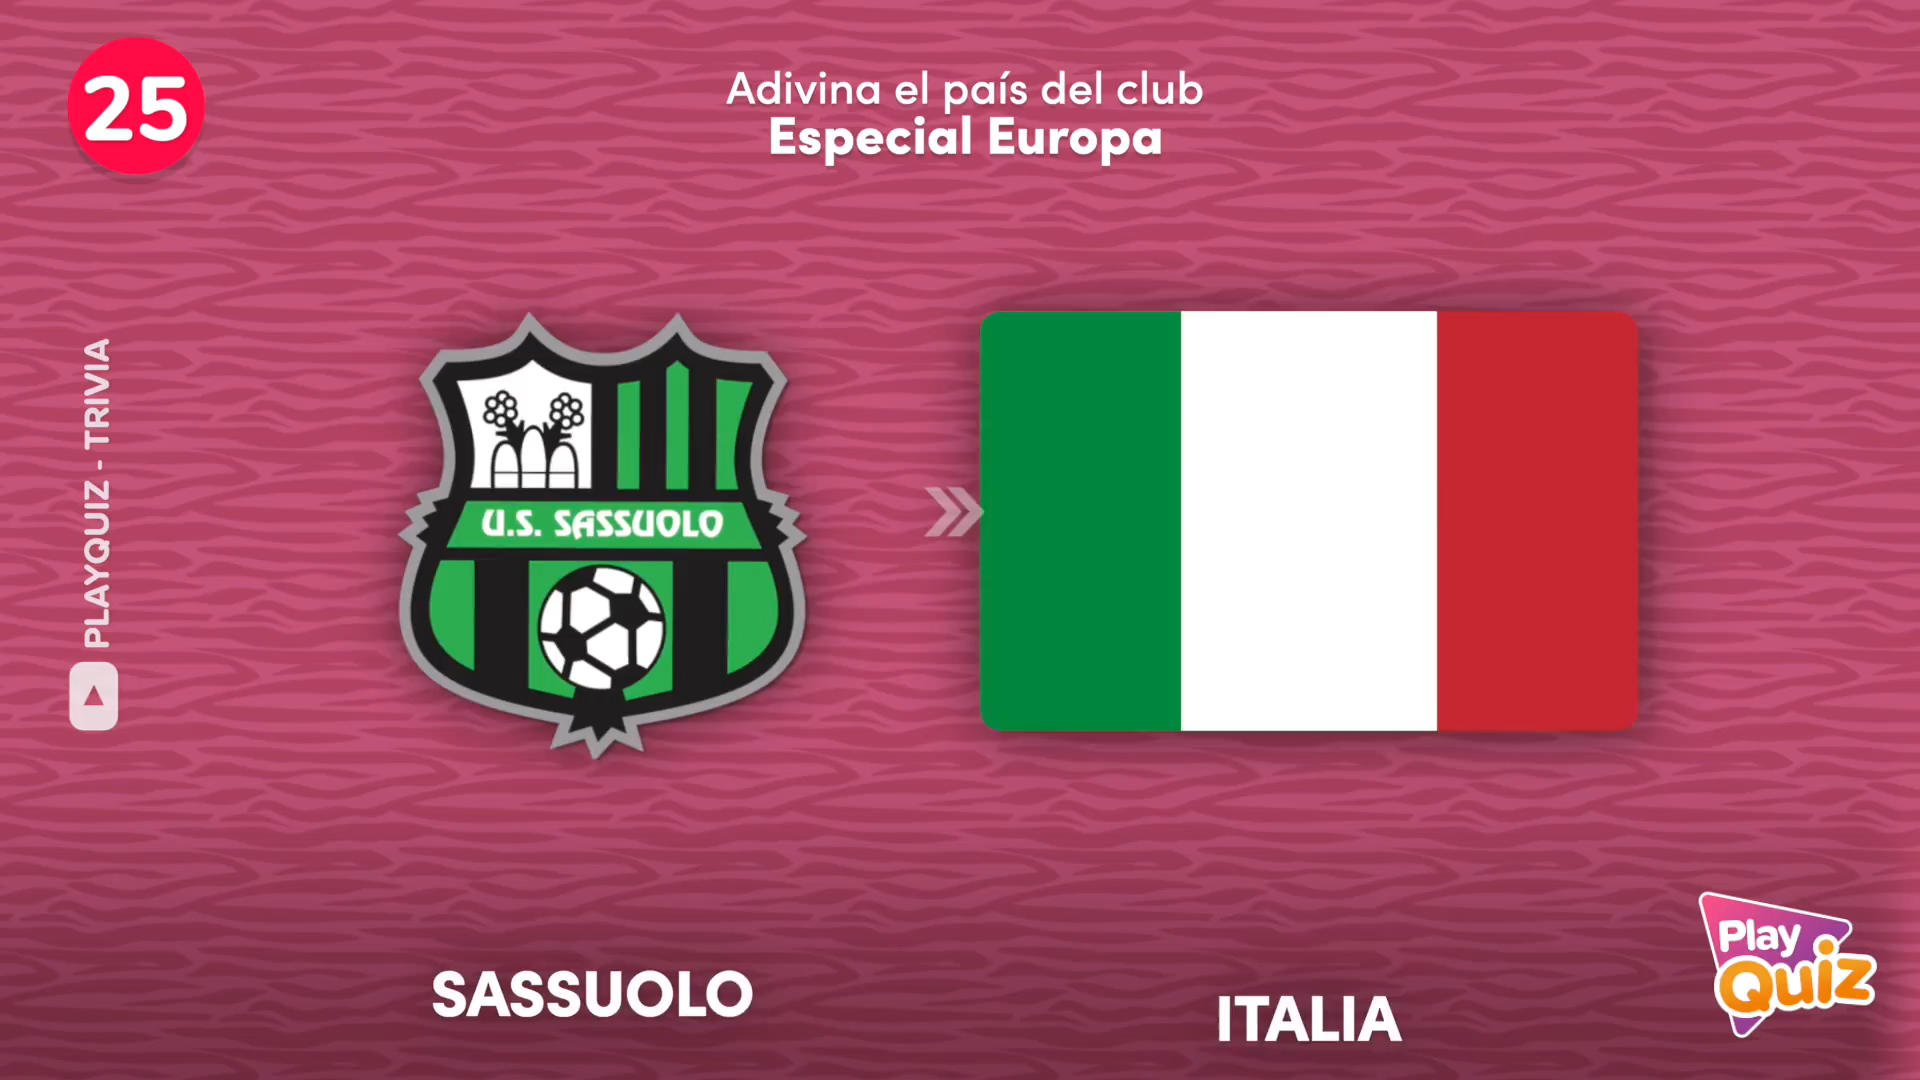 25
Adivina el país del club
Especial Europa
PLAYQUIZ - TRIVIA
U.S. SASSUOLO
SASSUOLO
ITALIA
Play
Quiz